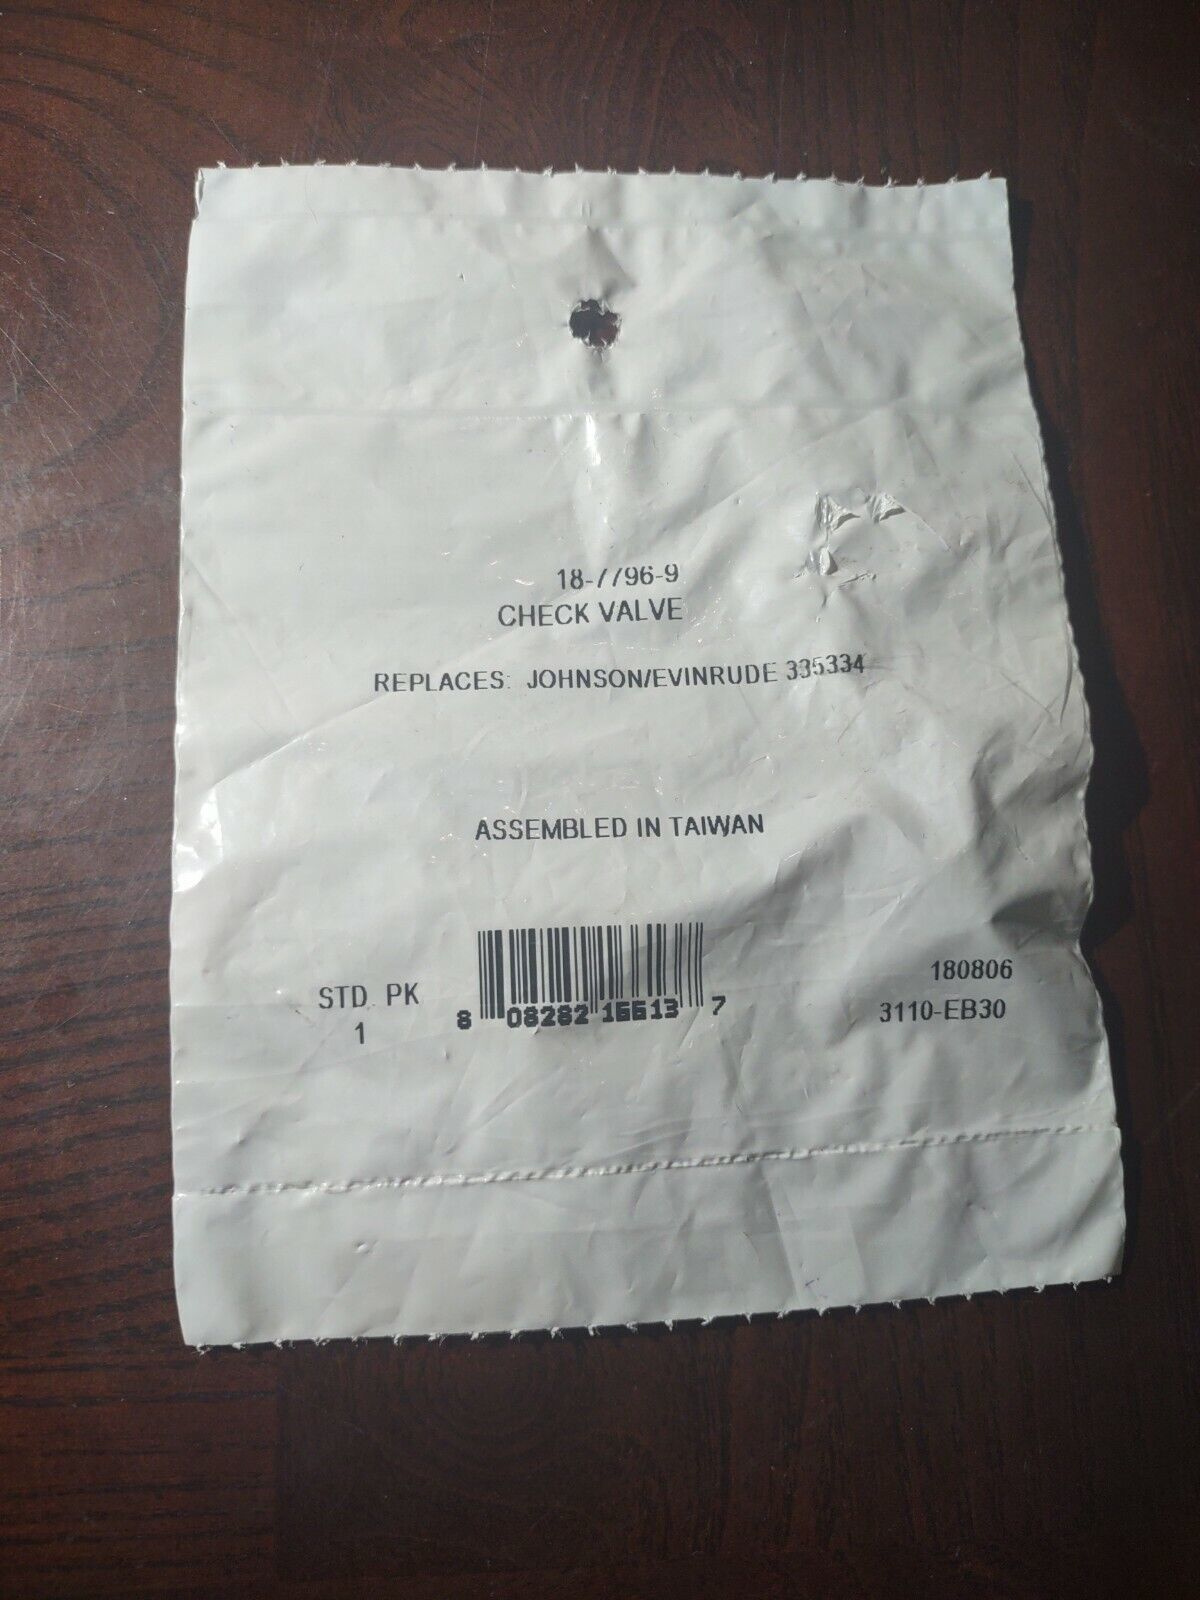 18-7796-9
CHECK VALVE
REPLACES: JOHNSON/EVINRUDE 335334
ASSEMBLED IN TAIWAN
STD. PK
1
8 08282 16613 7
180806
3110-EB30